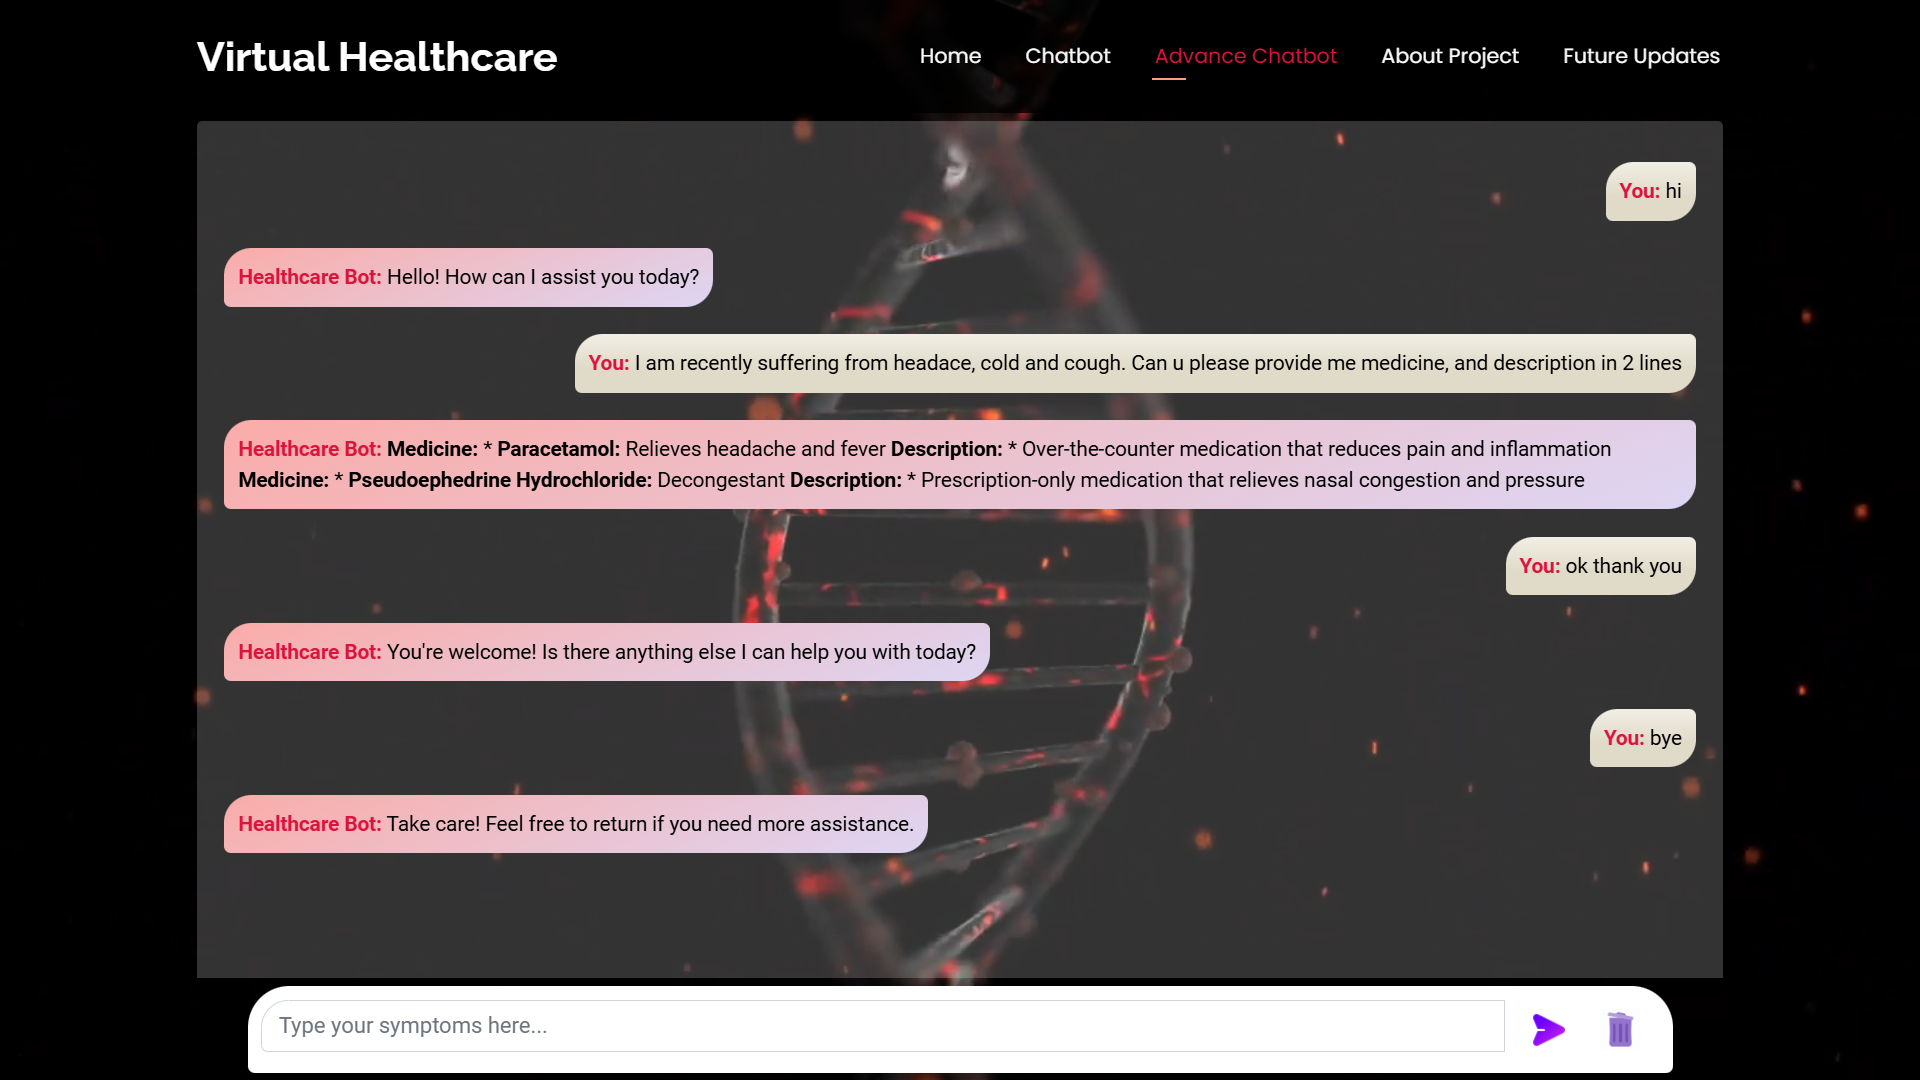 Virtual Healthcare
Home Chatbot Advance Chatbot About Project Future Updates
You: hi
Healthcare Bot: Hello! How can I assist you today?
You: I am recently suffering from headace, cold and cough. Can u please provide me medicine, and description in 2 lines
Healthcare Bot: Medicine: * Paracetamol: Relieves headache and fever Description: * Over-the-counter medication that reduces pain and inflammation
Medicine: * Pseudoephedrine Hydrochloride: Decongestant Description: * Prescription-only medication that relieves nasal congestion and pressure
You: ok thank you
Healthcare Bot: You're welcome! Is there anything else I can help you with today?
You: bye
Healthcare Bot: Take care! Feel free to return if you need more assistance.
Type your symptoms here...